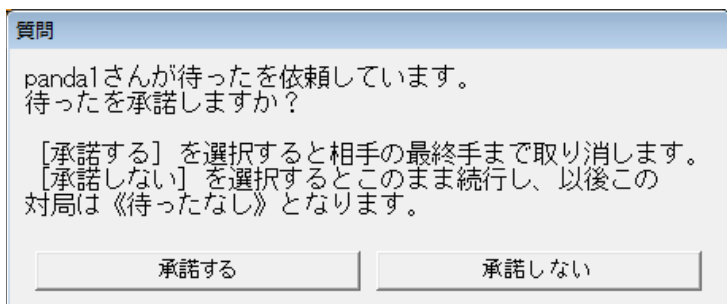 質問
panda1さんが待ったを依頼しています。
待ったを承諾しますか？
［承諾する］を選択すると相手の最終手まで取り消します。
［承諾しない］を選択するとこのまま続行し、以後この
対局は《待ったなし》となります。
承諾する
承諾しない